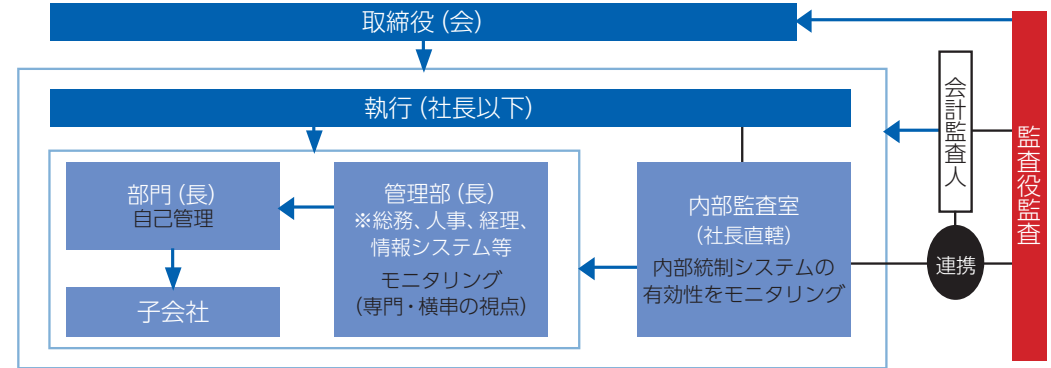 取締役（会）
執行（社長以下）
部門（長）
自己管理
子会社
管理部（長）
※総務、人事、経理、
情報システム等
モニタリング
（専門・横串の視点）
内部監査室
（社長直轄）
内部統制システムの
有効性をモニタリング
会計監査人
連携
監査役監査